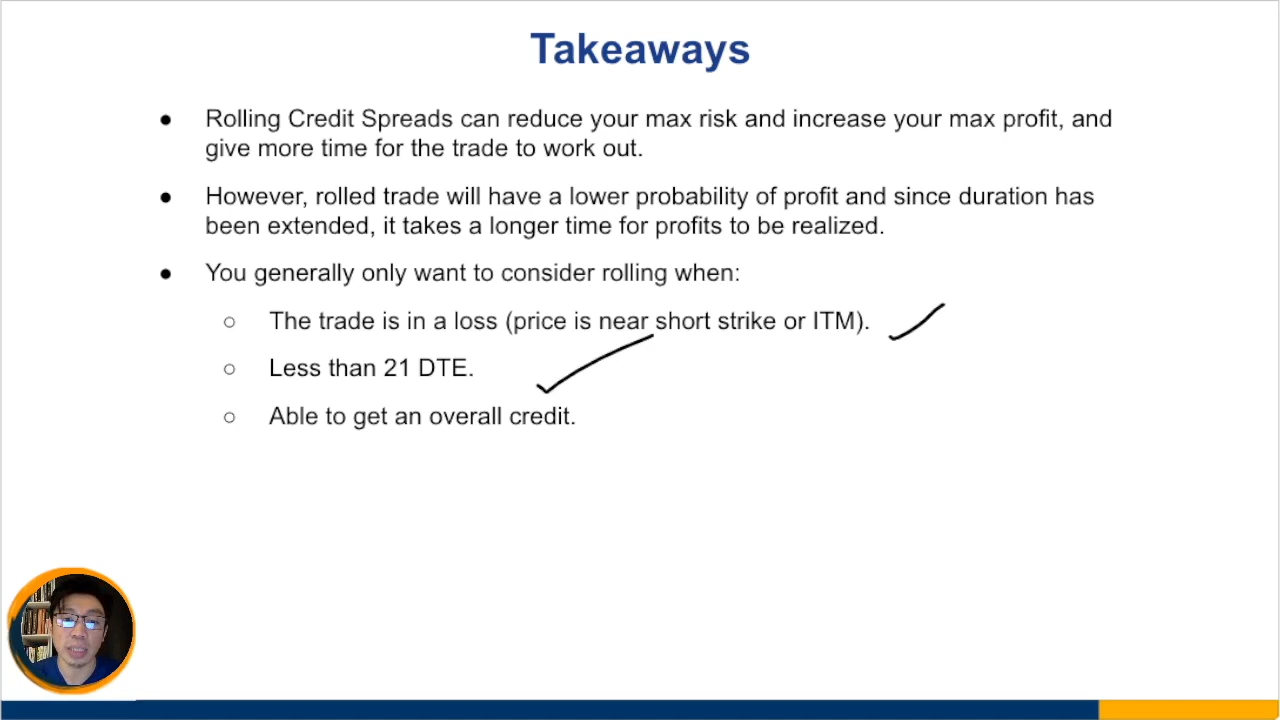 Takeaways
● Rolling Credit Spreads can reduce your max risk and increase your max profit, and
give more time for the trade to work out.
● However, rolled trade will have a lower probability of profit and since duration has
been extended, it takes a longer time for profits to be realized.
● You generally only want to consider rolling when:
○ The trade is in a loss (price is near short strike or ITM).
○ Less than 21 DTE.
○ Able to get an overall credit.